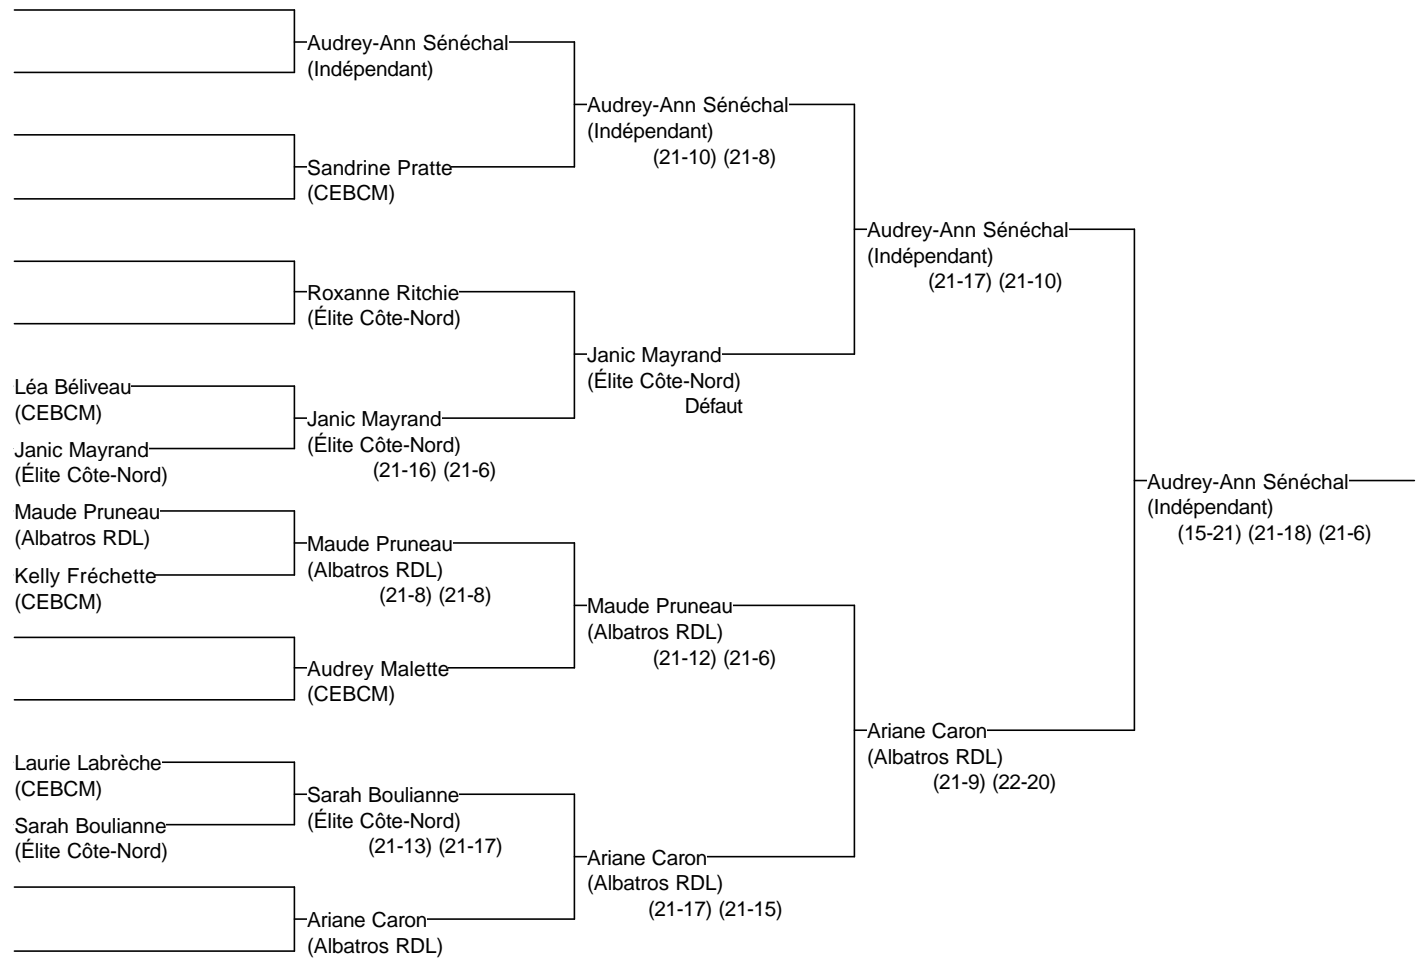 Audrey-Ann Sénéchal
(Indépendant)
Sandrine Pratte
(CEBCM)
Roxanne Ritchie
(Élite Côte-Nord)
Léa Béliveau
(CEBCM)
Janic Mayrand
(Élite Côte-Nord)
Janic Mayrand
(Élite Côte-Nord)
(21-16) (21-6)
Maude Pruneau
(Albatros RDL)
Kelly Fréchette
(CEBCM)
Maude Pruneau
(Albatros RDL)
(21-8) (21-8)
Audrey Malette
(CEBCM)
Laurie Labrèche
(CEBCM)
Sarah Boulianne
(Élite Côte-Nord)
Sarah Boulianne
(Élite Côte-Nord)
(21-13) (21-17)
Ariane Caron
(Albatros RDL)
Audrey-Ann Sénéchal
(Indépendant)
(21-10) (21-8)
Janic Mayrand
(Élite Côte-Nord)
Défaut
Maude Pruneau
(Albatros RDL)
(21-12) (21-6)
Ariane Caron
(Albatros RDL)
(21-17) (21-15)
Audrey-Ann Sénéchal
(Indépendant)
(21-17) (21-10)
Ariane Caron
(Albatros RDL)
(21-9) (22-20)
Audrey-Ann Sénéchal
(Indépendant)
(15-21) (21-18) (21-6)